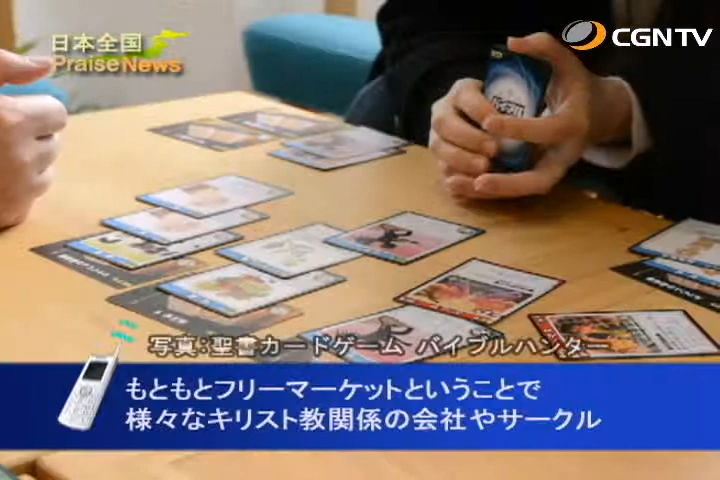 日本全国
Praise News
CGNTV
写真:聖書カードゲーム バイブルハンター
もともとフリーマーケットということで
様々なキリスト教関係の会社やサークル